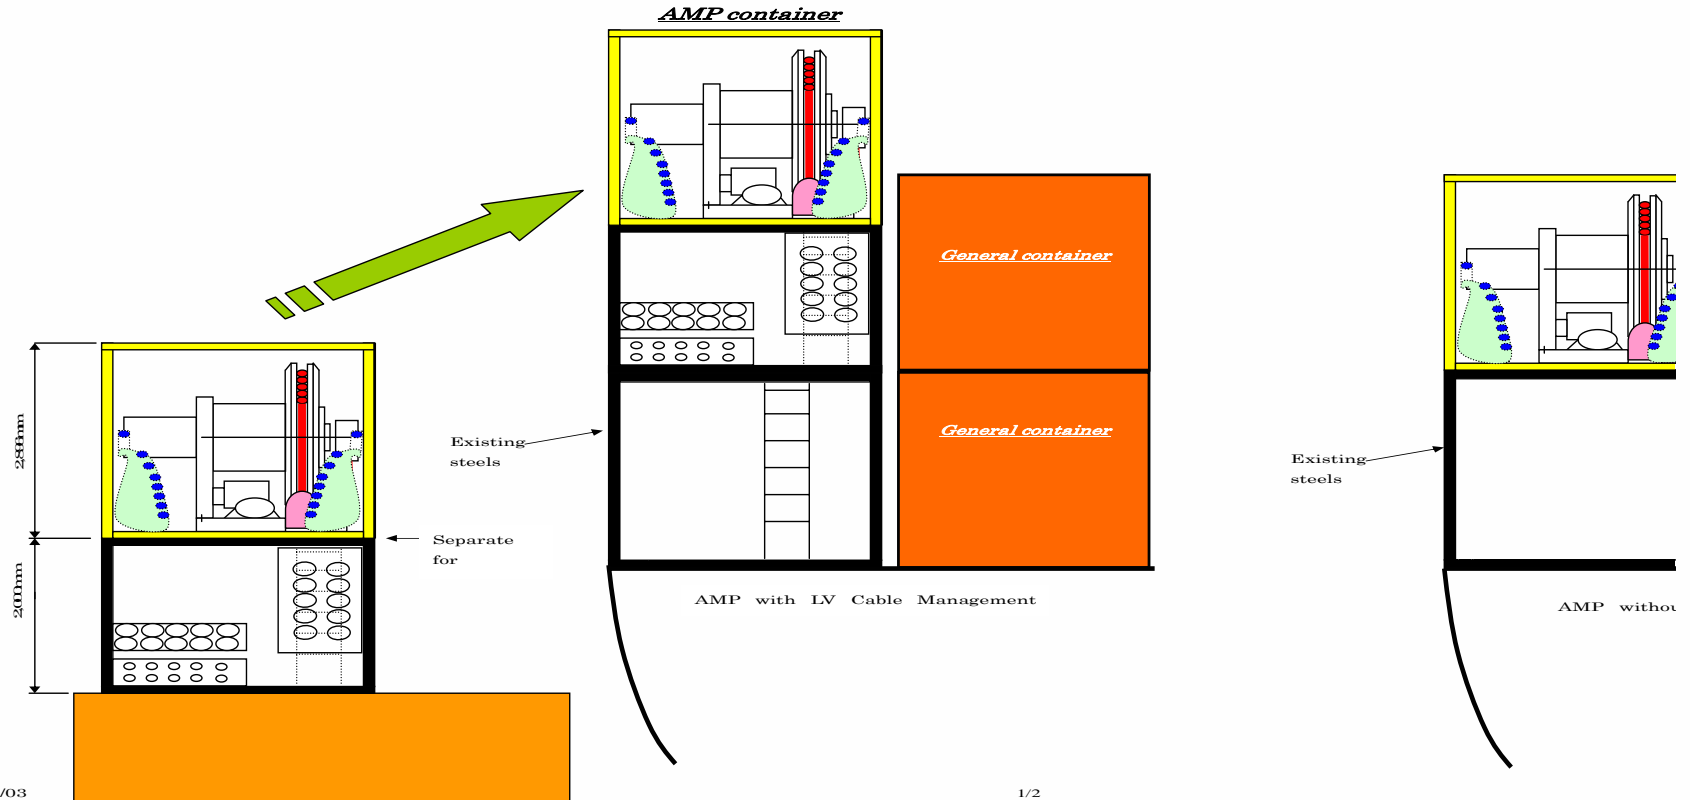 AMP container
General container
General container
Existing
steels
Existing
steels
Separate
for
AMP with LV Cable Management
AMP withou
/03
1/2